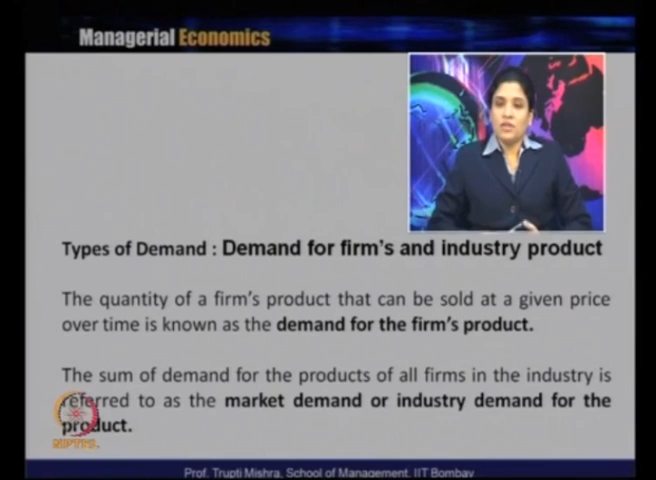 Managerial Economics
Types of Demand : Demand for firm's and industry product
The quantity of a firm's product that can be sold at a given price
over time is known as the demand for the firm's product.
The sum of demand for the products of all firms in the industry is
referred to as the market demand or industry demand for the
product.
NPTEL
Prof. Trupti Mishra, School of Management, IIT Bombay